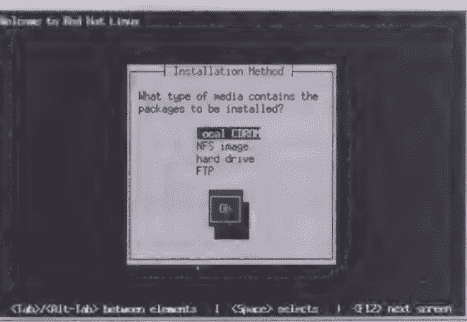 Welcome to Red Hat Linux
Installation Method
What type of media contains the
packages to be installed?
Local CDROM
NFS image
hard drive
FTP
Ok
<Tab>/<Alt-Tab> between elements | <Space> selects | <F12> next screen